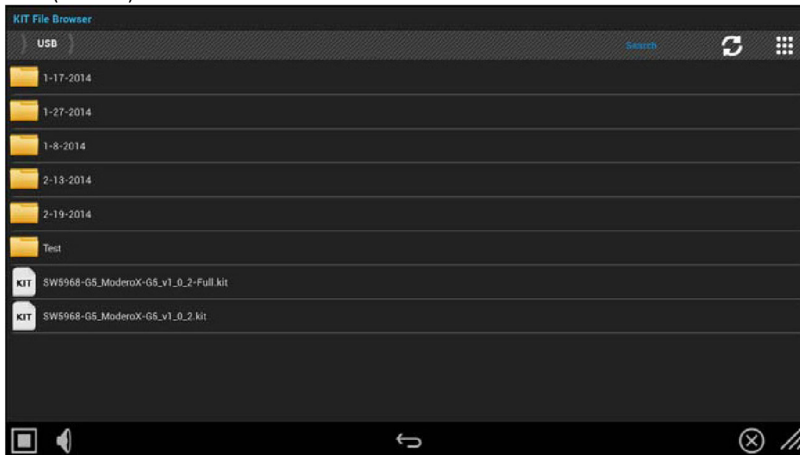 KIT File Browser
USB
Search
1-17-2014
1-27-2014
1-8-2014
2-13-2014
2-19-2014
Test
KIT SW5968-G5_ModeroX-G5_v1_0_2-Full.kit
KIT SW5968-G5_ModeroX-G5_v1_0_2.kit